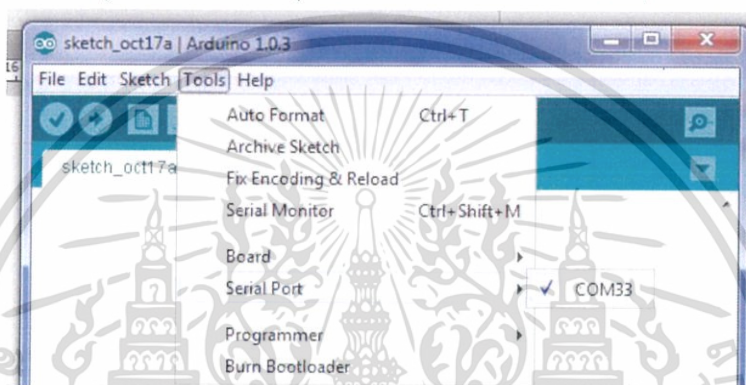 16
sketch_oct17a | Arduino 1.0.3
File Edit Sketch Tools Help
sketch_oct17a
Auto Format Ctrl+T
Archive Sketch
Fix Encoding & Reload
Serial Monitor Ctrl+Shift+M
Board
Serial Port COM33
Programmer
Burn Bootloader